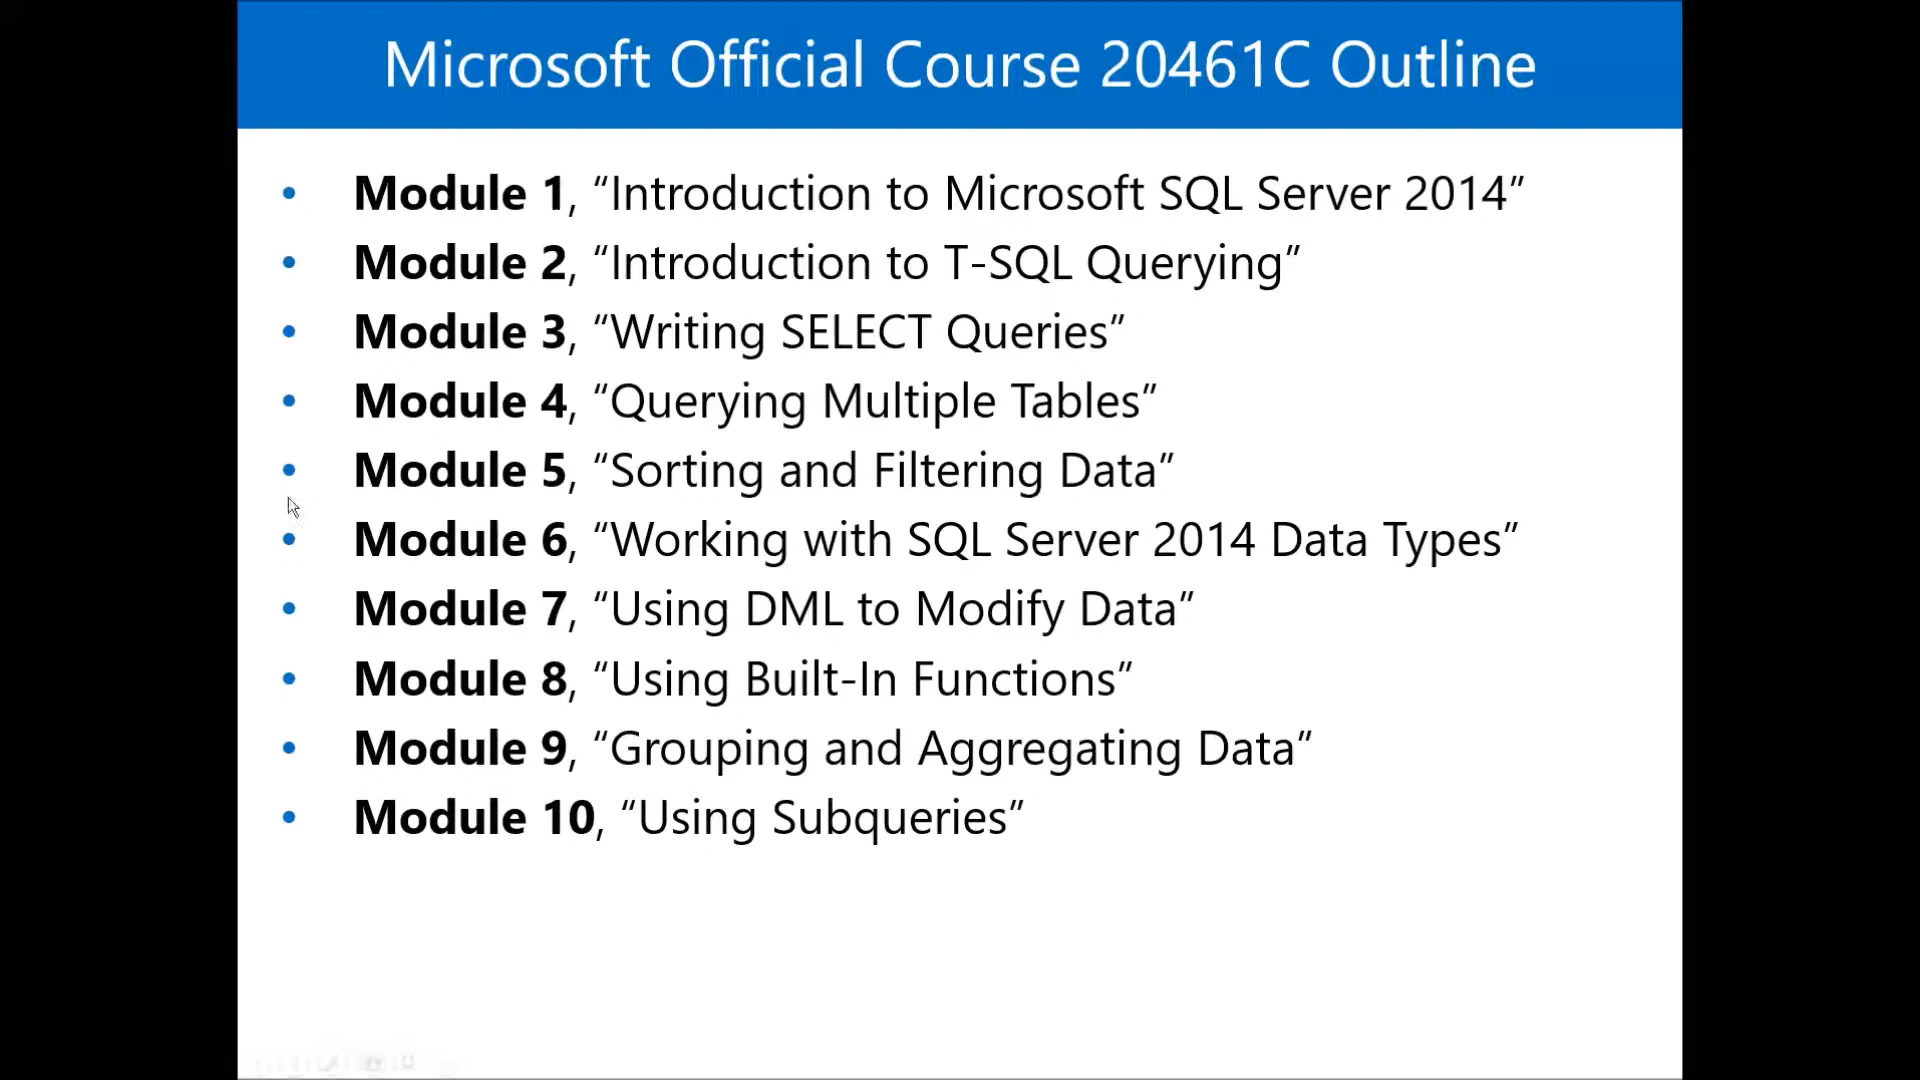 Microsoft Official Course 20461C Outline
• Module 1, “Introduction to Microsoft SQL Server 2014”
• Module 2, “Introduction to T-SQL Querying”
• Module 3, “Writing SELECT Queries”
• Module 4, “Querying Multiple Tables”
• Module 5, “Sorting and Filtering Data”
• Module 6, “Working with SQL Server 2014 Data Types”
• Module 7, “Using DML to Modify Data”
• Module 8, “Using Built-In Functions”
• Module 9, “Grouping and Aggregating Data”
• Module 10, “Using Subqueries”